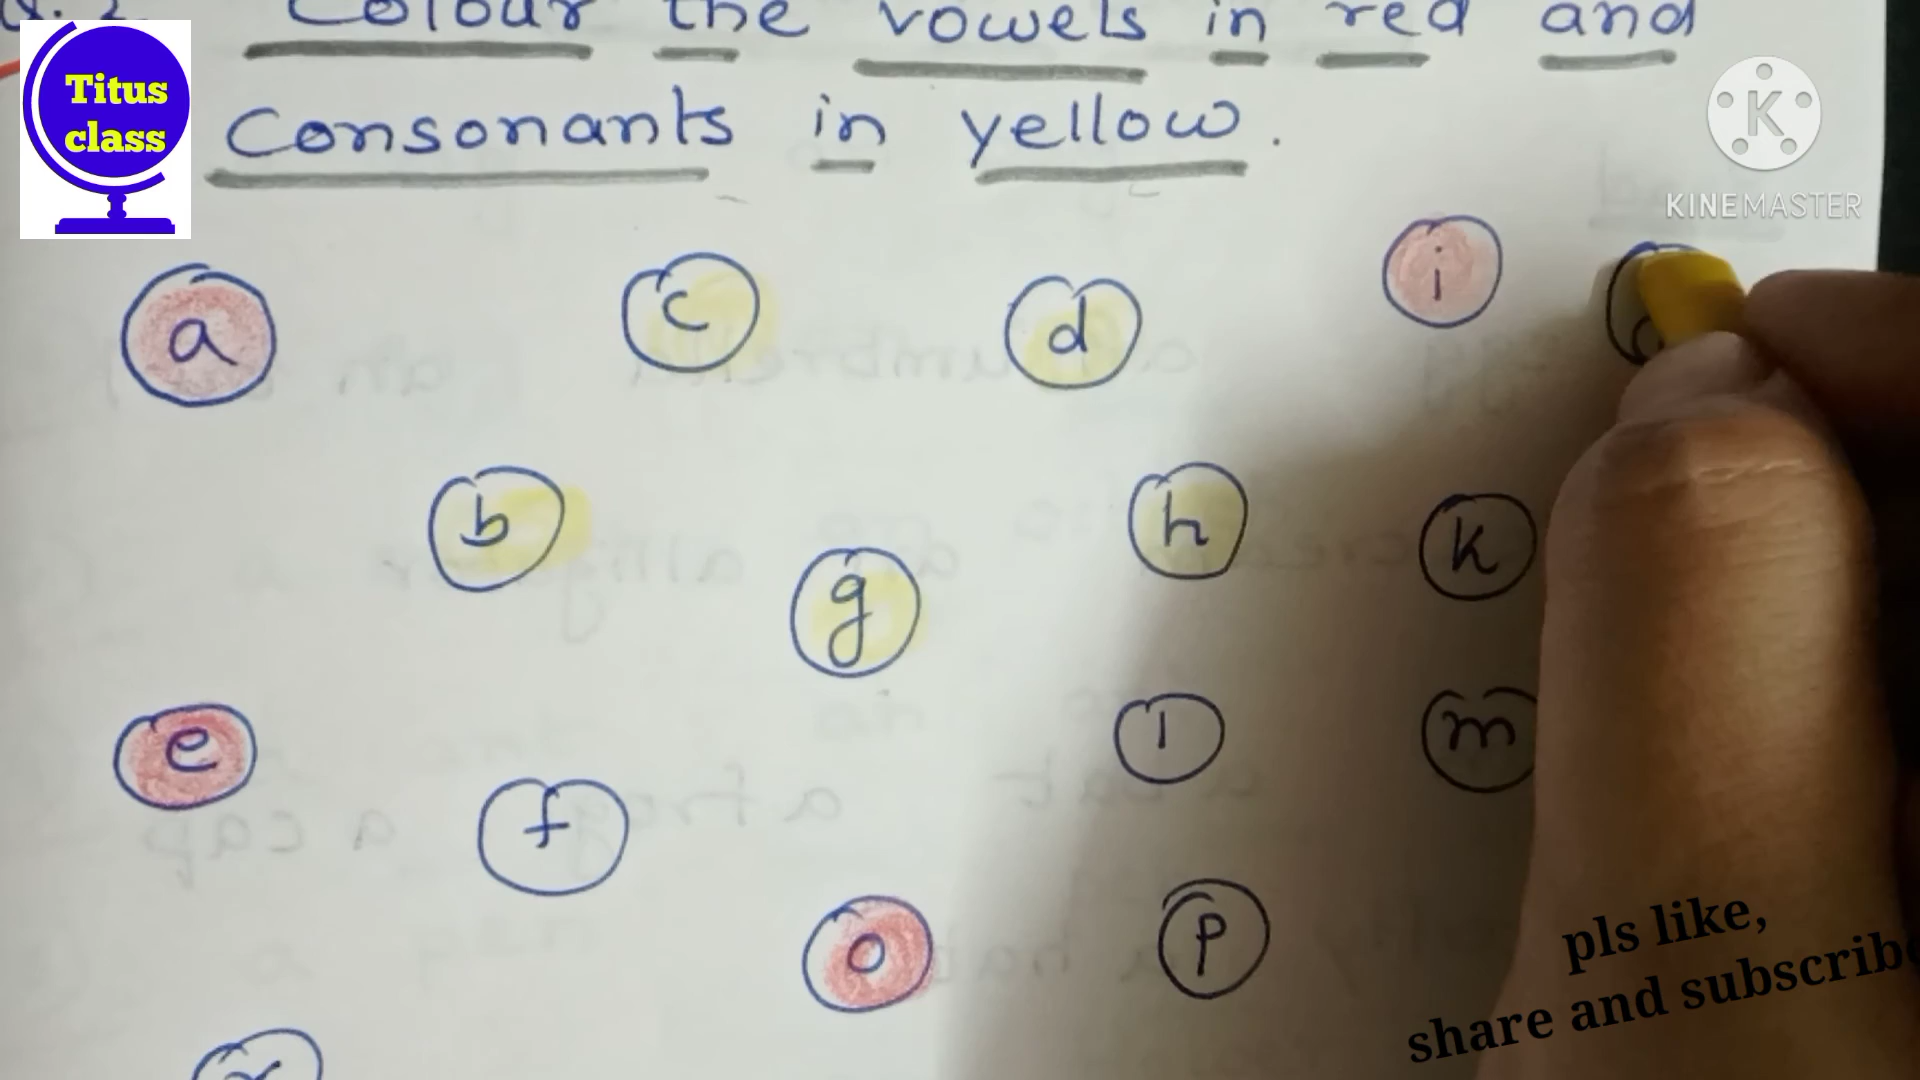 Colour the vowels in red and
Consonants in yellow.
Titus
class
K
KINEMASTER
a
c
d
i
b
h
k
g
e
l
m
f
o
p
pls like,
share and subscribe